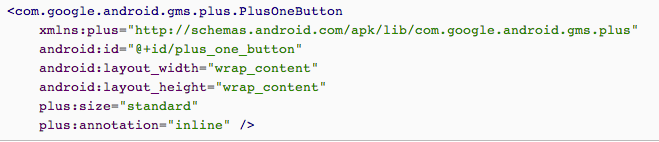 <com.google.android.gms.plus.PlusOneButton
xmlns:plus="http://schemas.android.com/apk/lib/com.google.android.gms.plus"
android:id="@+id/plus_one_button"
android:layout_width="wrap_content"
android:layout_height="wrap_content"
plus:size="standard"
plus:annotation="inline" />